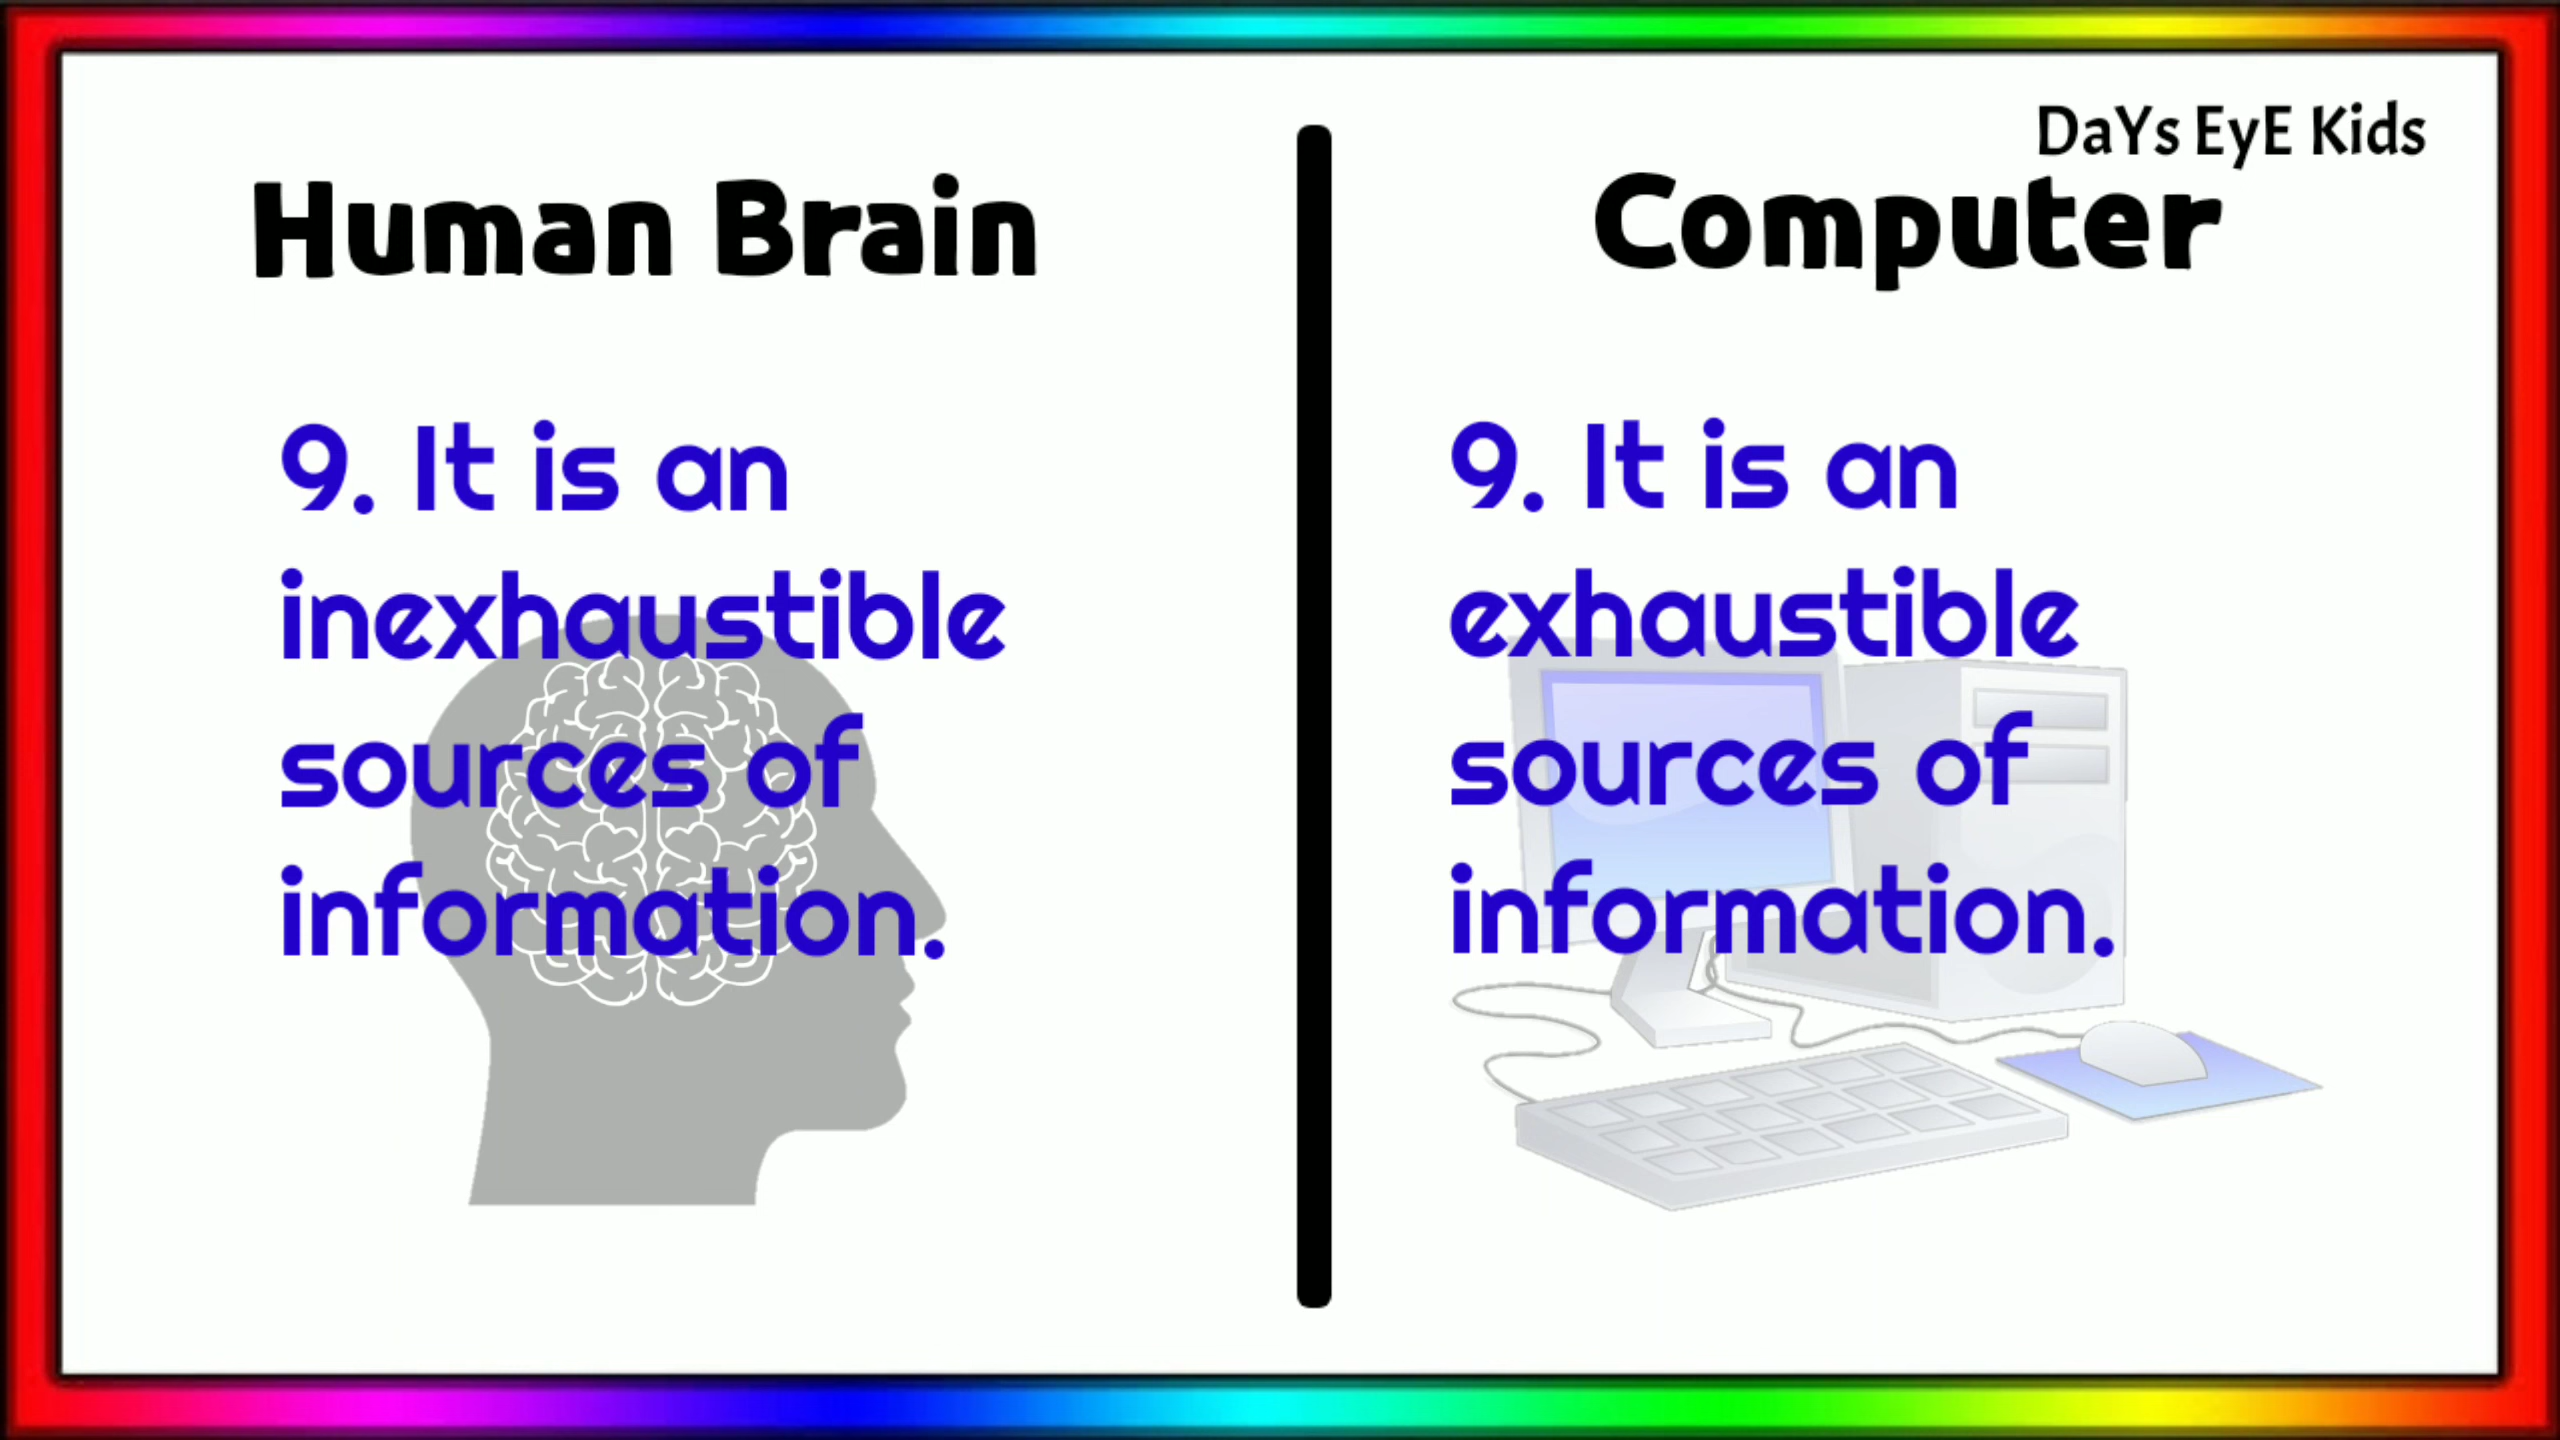 DaYs EyE Kids
Human Brain
9. It is an
inexhaustible
sources of
information.
Computer
9. It is an
exhaustible
sources of
information.